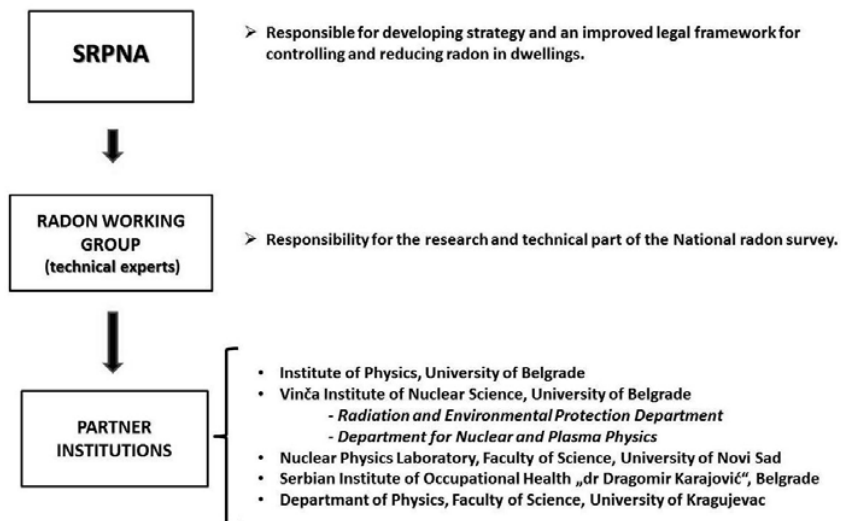 SRPNA
➢ Responsible for developing strategy and an improved legal framework for
controlling and reducing radon in dwellings.
RADON WORKING
GROUP
(technical experts)
➢ Responsibility for the research and technical part of the National radon survey.
PARTNER
INSTITUTIONS
• Institute of Physics, University of Belgrade
• Vinča Institute of Nuclear Science, University of Belgrade
- Radiation and Environmental Protection Department
- Department for Nuclear and Plasma Physics
• Nuclear Physics Laboratory, Faculty of Science, University of Novi Sad
• Serbian Institute of Occupational Health „dr Dragomir Karajović“, Belgrade
• Departmant of Physics, Faculty of Science, University of Kragujevac